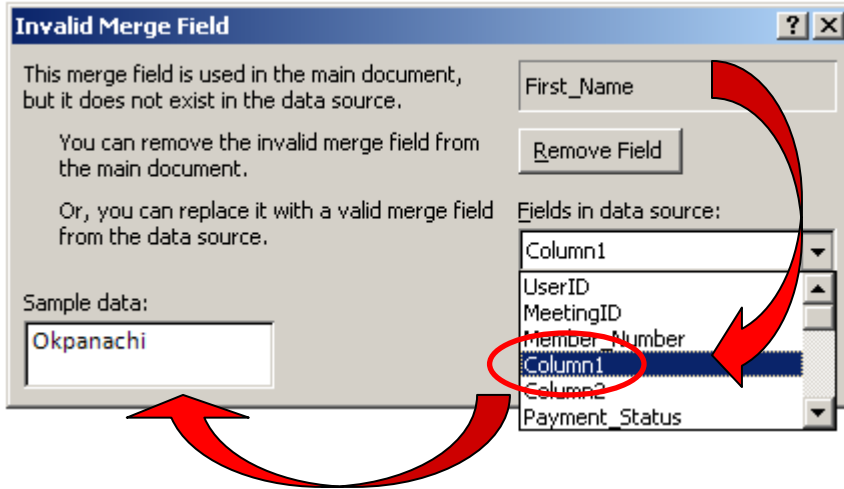 Invalid Merge Field
This merge field is used in the main document,
but it does not exist in the data source.
First_Name
You can remove the invalid merge field from
the main document.
Remove Field
Or, you can replace it with a valid merge field
from the data source.
Fields in data source:
Column1
UserID
MeetingID
Member_Number
Column1
Column2
Payment_Status
Sample data:
Okpanachi